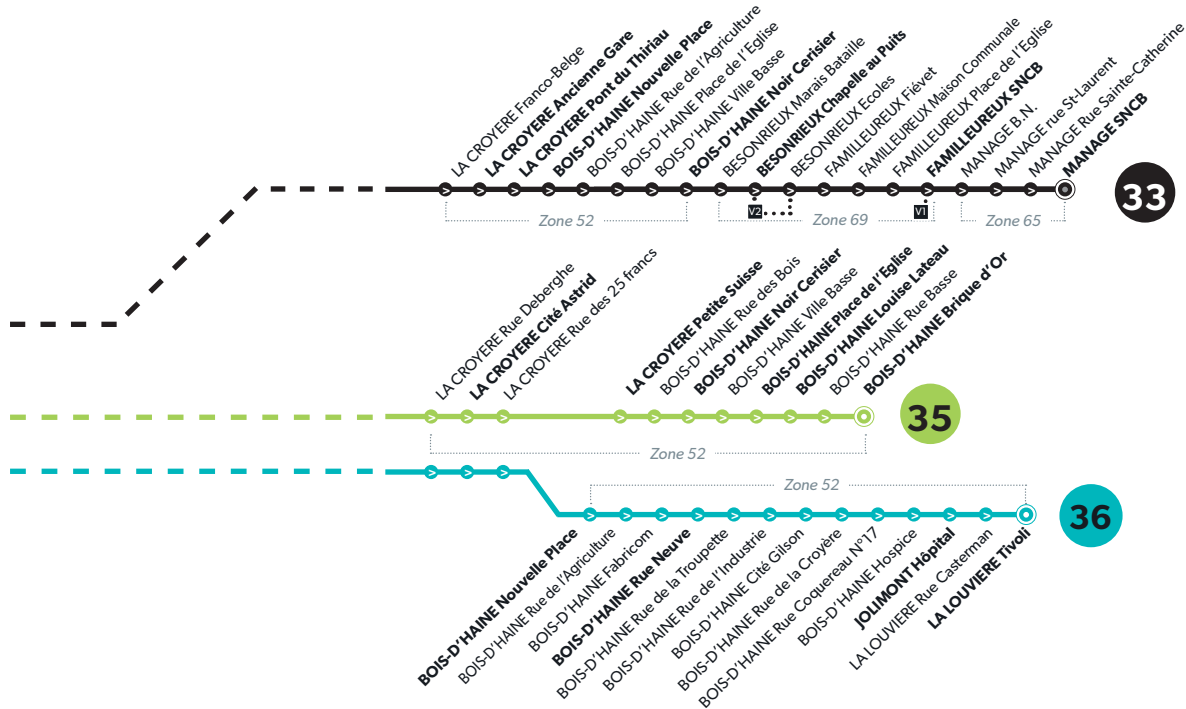 LA CROYERE Franco-Belge
LA CROYERE Ancienne Gare
LA CROYERE Pont du Thiriau
BOIS-D'HAINE Nouvelle Place
BOIS-D'HAINE Rue de l'Agriculture
BOIS-D'HAINE Place de l'Eglise
BOIS-D'HAINE Ville Basse
BOIS-D'HAINE Noir Cerisier
BESONRIEUX Marais Bataille
BESONRIEUX Chapelle au Puits
BESONRIEUX Ecoles
FAMILLEUREUX Fiévet
FAMILLEUREUX Maison Communale
FAMILLEUREUX Place de l'Eglise
FAMILLEUREUX SNCB
MANAGE B.N.
MANAGE rue St-Laurent
MANAGE Rue Sainte-Catherine
MANAGE SNCB
33
V2
V1
Zone 52
Zone 69
Zone 65
LA CROYERE Rue Deberghe
LA CROYERE Cité Astrid
LA CROYERE Rue des 25 francs
LA CROYERE Petite Suisse
BOIS-D'HAINE Rue des Bois
BOIS-D'HAINE Noir Cerisier
BOIS-D'HAINE Ville Basse
BOIS-D'HAINE Place de l'Eglise
BOIS-D'HAINE Louise Lateau
BOIS-D'HAINE Rue Basse
BOIS-D'HAINE Brique d'Or
35
Zone 52
Zone 52
36
BOIS-D'HAINE Nouvelle Place
BOIS-D'HAINE Rue de l'Agriculture
BOIS-D'HAINE Fabricom
BOIS-D'HAINE Rue Neuve
BOIS-D'HAINE Rue de la Troupette
BOIS-D'HAINE Rue de l'Industrie
BOIS-D'HAINE Cité Gilson
BOIS-D'HAINE Rue de la Croyère
BOIS-D'HAINE Rue Coquereau N°17
BOIS-D'HAINE Hospice
JOLIMONT Hôpital
LA LOUVIERE Rue Casterman
LA LOUVIERE Tivoli